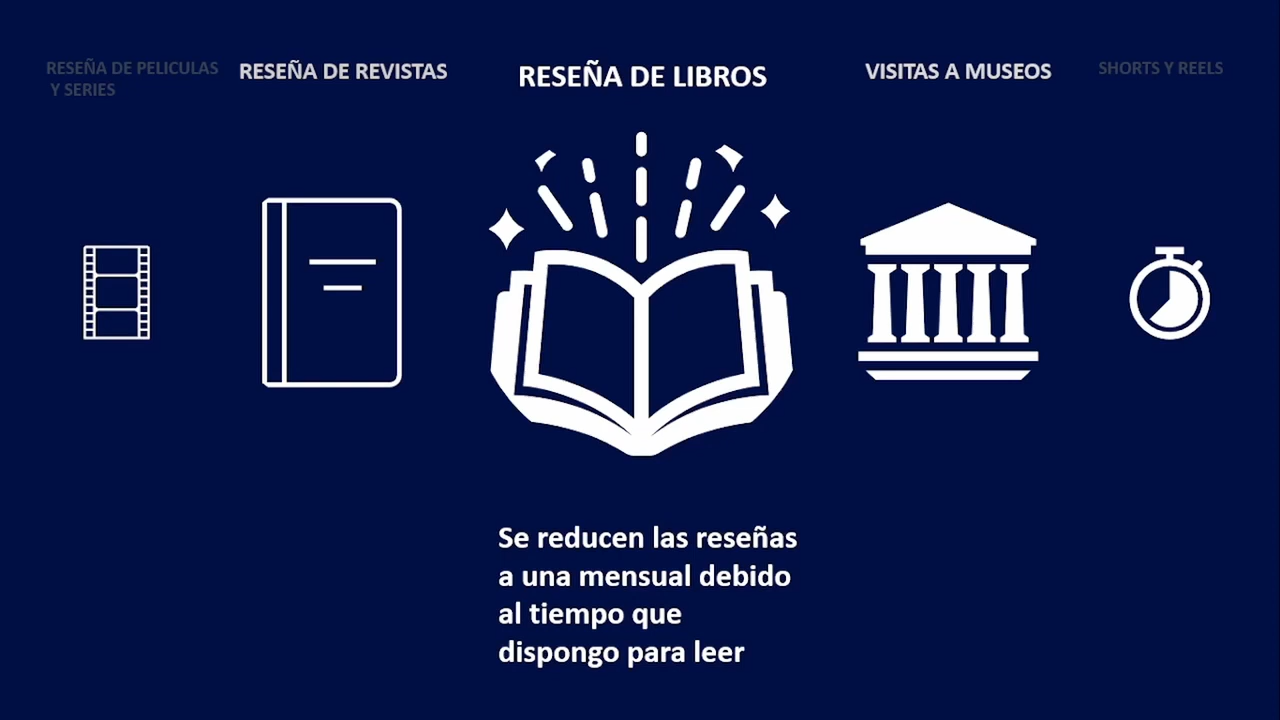 RESEÑA DE PELICULAS
Y SERIES
RESEÑA DE REVISTAS
RESEÑA DE LIBROS
VISITAS A MUSEOS
SHORTS Y REELS
Se reducen las reseñas
a una mensual debido
al tiempo que
dispongo para leer